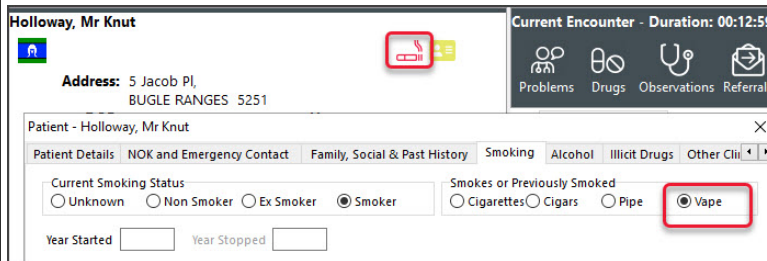 Holloway, Mr Knut
Current Encounter - Duration: 00:12:59
Address: 5 Jacob Pl,
BUGLE RANGES 5251
Problems Drugs Observations Referral
Patient - Holloway, Mr Knut
Patient Details NOK and Emergency Contact Family, Social & Past History Smoking Alcohol Illicit Drugs Other Clir
Current Smoking Status Smokes or Previously Smoked
Unknown Non Smoker Ex Smoker Smoker Cigarettes Cigars Pipe Vape
Year Started Year Stopped